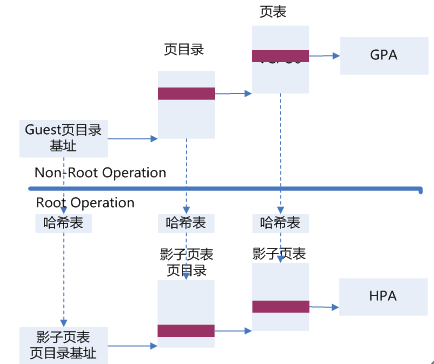 页表
页目录
GPA
Guest页目录
基址
Non-Root Operation
Root Operation
哈希表
哈希表
哈希表
影子页表
页目录
影子页表
HPA
影子页表
页目录基址